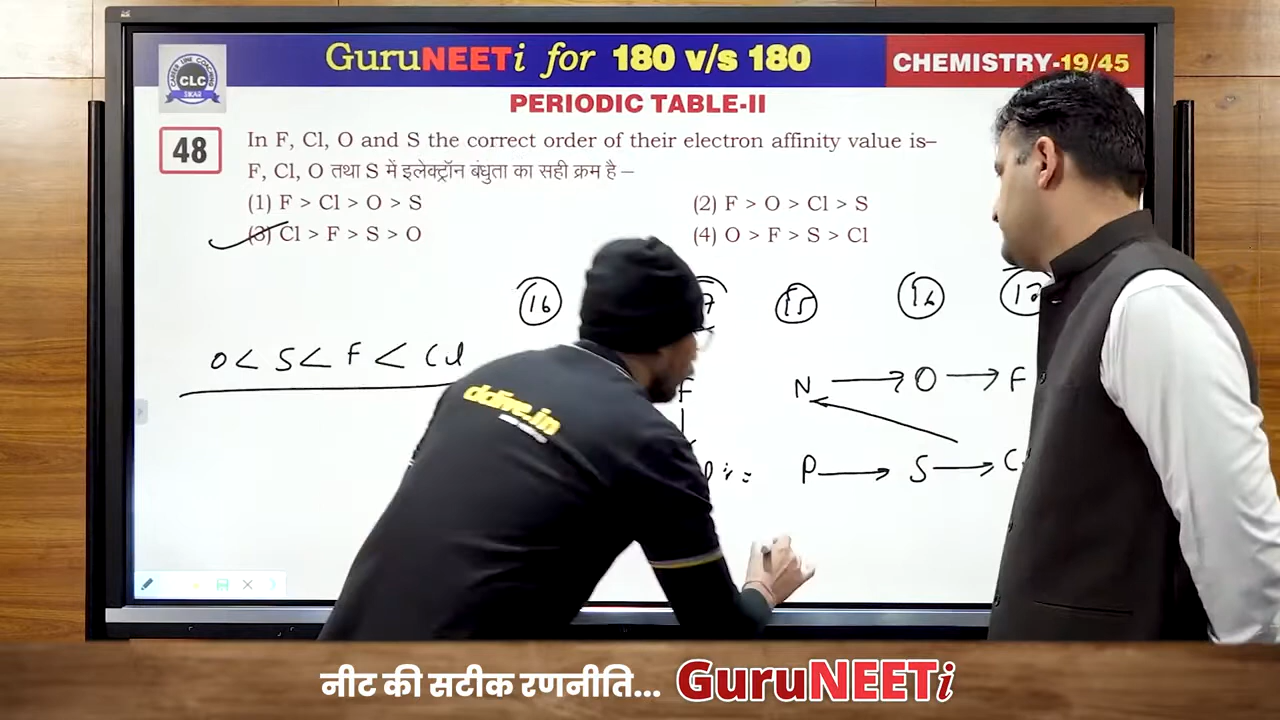 GuruNEETi for 180 v/s 180
CHEMISTRY-19/45
CLC
SIKAR
PERIODIC TABLE-II
48
In F, Cl, O and S the correct order of their electron affinity value is–
F, Cl, O तथा S में इलेक्ट्रॉन बंधुता का सही क्रम है –
(1) F > Cl > O > S
(2) F > O > Cl > S
(3) Cl > F > S > O
(4) O > F > S > Cl
16
15
16
17
O < S < F < Cl
N → O → F
P → S →
dclive.in
नीट की सटीक रणनीति... GuruNEETi